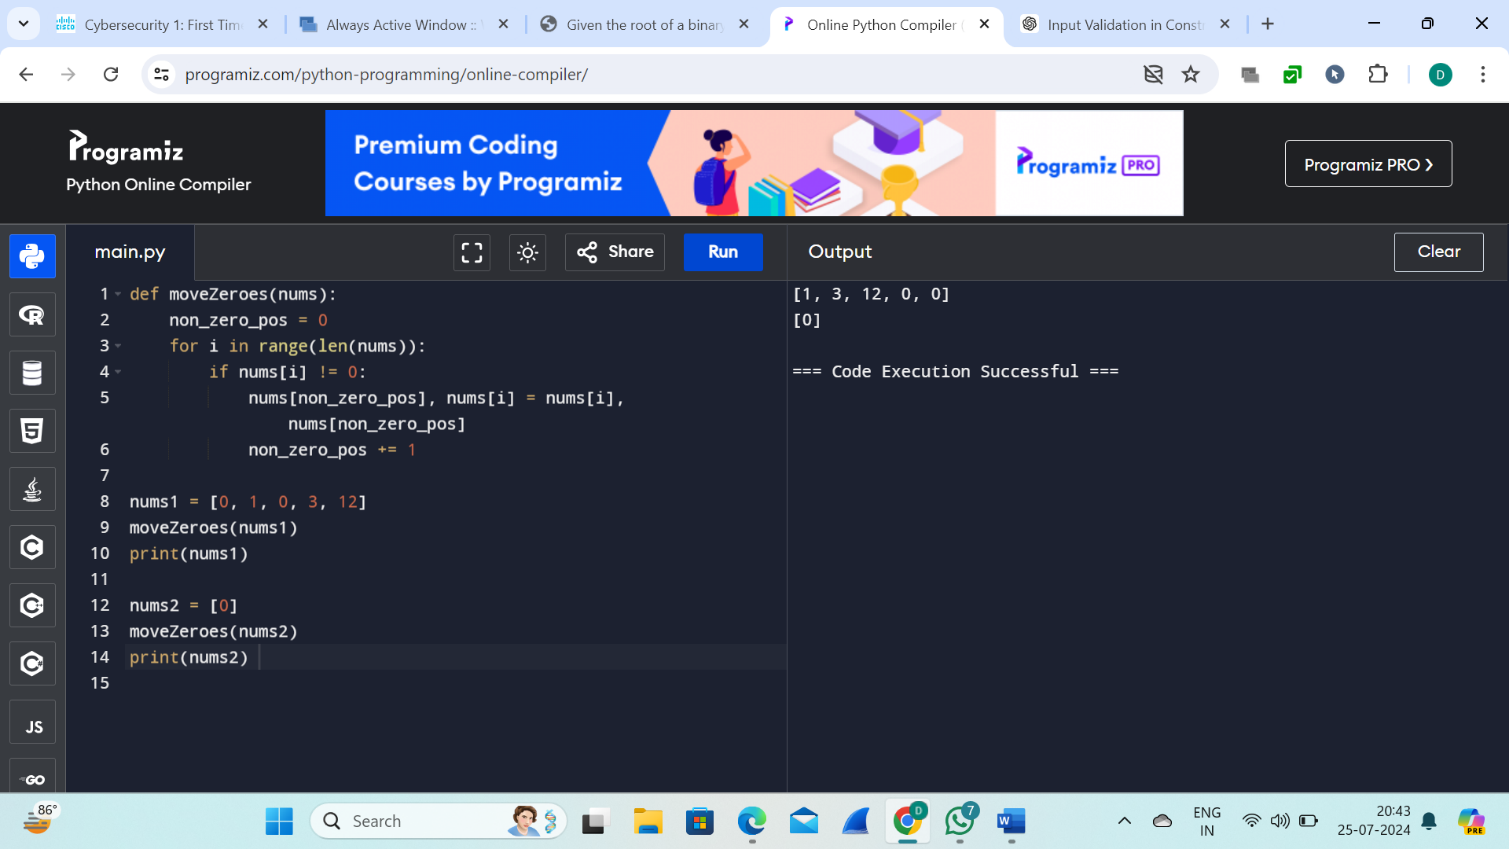 Cybersecurity 1: First Tim
Always Active Window ::
Given the root of a binary
Online Python Compiler (
Input Validation in Const
programiz.com/python-programming/online-compiler/
D
Programiz
Python Online Compiler
Premium Coding
Courses by Programiz
Programiz PRO
Programiz PRO
main.py
Share
Run
Output
Clear
1 def moveZeroes(nums):
2 non_zero_pos = 0
3 for i in range(len(nums)):
4 if nums[i] != 0:
5 nums[non_zero_pos], nums[i] = nums[i],
nums[non_zero_pos]
6 non_zero_pos += 1
7
8 nums1 = [0, 1, 0, 3, 12]
9 moveZeroes(nums1)
10 print(nums1)
11
12 nums2 = [0]
13 moveZeroes(nums2)
14 print(nums2)
15
[1, 3, 12, 0, 0]
[0]
=== Code Execution Successful ===
R
5
C
C
C
JS
GO
86°
Search
D
7
W
ENG
IN
20:43
25-07-2024
PRE